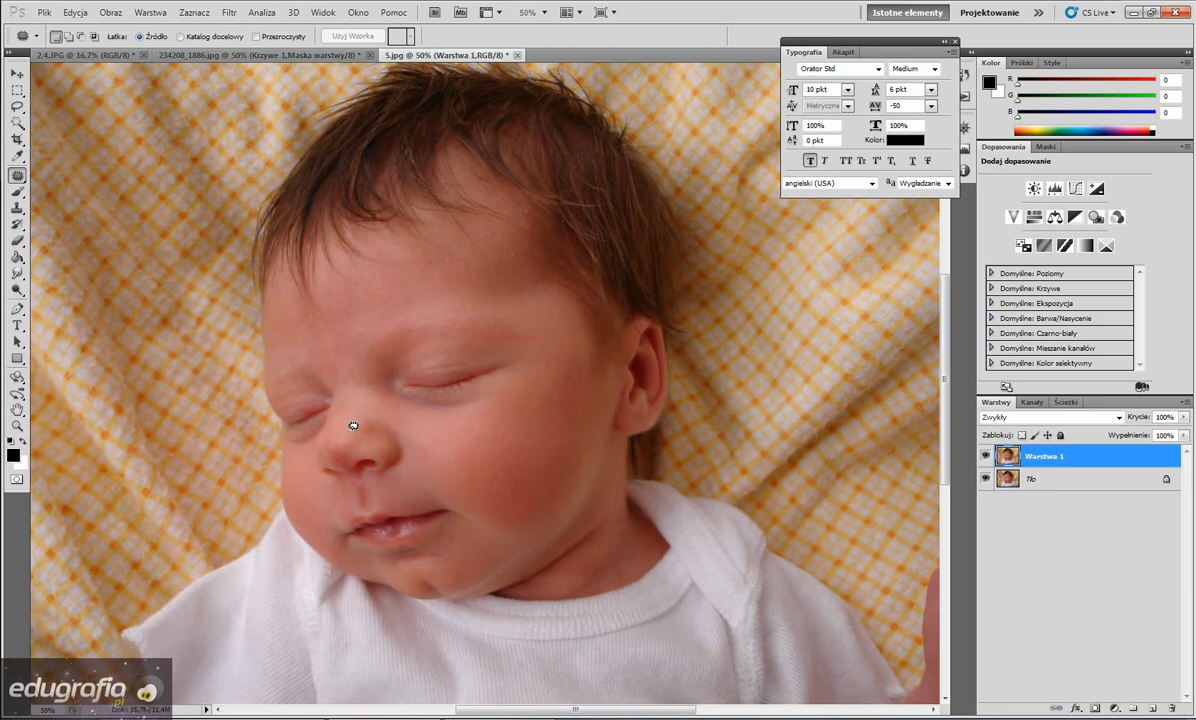 Ps Plik Edycja Obraz Warstwa Zaznacz Filtr Analiza 3D Widok Okno Pomoc Br Mb 50% Istotne elementy Projektowanie CS Live
Łatka: Źródło Katalog docelowy Przezroczysty Użyj Wzorka
2,4.JPG @ 16,7% (RGB/8) * 234208_1886.jpg @ 50% (Krzywe 1,Maska warstwy/8) * 5.jpg @ 50% (Warstwa 1,RGB/8) *
Typografia Akapit
Orator Std Medium
10 pkt 6 pkt
Metryczne -50
100% 100%
0 pkt Kolor:
angielski (USA) Wygładzanie
Kolor Próbki Style
R 0
G 0
B 0
Dopasowania Maski
Dodaj dopasowanie
Domyślne: Poziomy
Domyślne: Krzywe
Domyślne: Ekspozycja
Domyślne: Barwa/Nasycenie
Domyślne: Czarno-biały
Domyślne: Mieszanie kanałów
Domyślne: Kolor selektywny
Warstwy Kanały Ścieżki
Zwykły Krycie: 100%
Zablokuj: Wypełnienie: 100%
Warstwa 1
Tło
edugrafia
.pl
50% Dok: 15,7M/31,4M